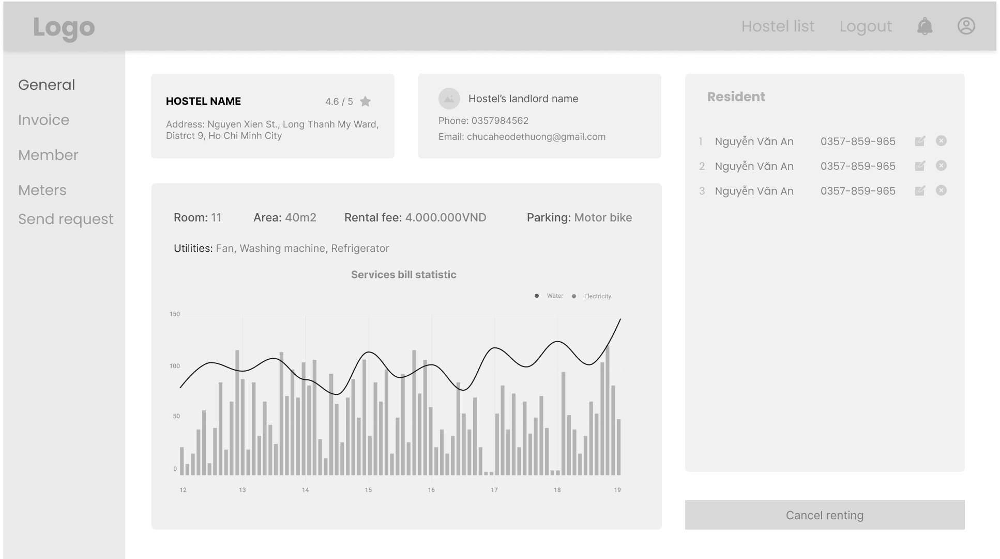 Logo
Hostel list
Logout
General
Invoice
Member
Meters
Send request
HOSTEL NAME
4.6 / 5
Address: Nguyen Xien St., Long Thanh My Ward,
Distrct 9, Ho Chi Minh City
Hostel’s landlord name
Phone: 0357984562
Email: chucaheodethuong@gmail.com
Room: 11
Area: 40m2
Rental fee: 4.000.000VND
Parking: Motor bike
Utilities: Fan, Washing machine, Refrigerator
Services bill statistic
Water
Electricity
150
100
50
0
12
13
14
15
16
17
18
19
Resident
1 Nguyễn Văn An 0357-859-965
2 Nguyễn Văn An 0357-859-965
3 Nguyễn Văn An 0357-859-965
Cancel renting